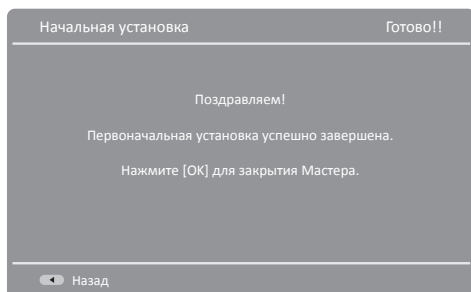 Начальная установка Готово!!
Поздравляем!
Первоначальная установка успешно завершена.
Нажмите [OK] для закрытия Мастера.
Назад